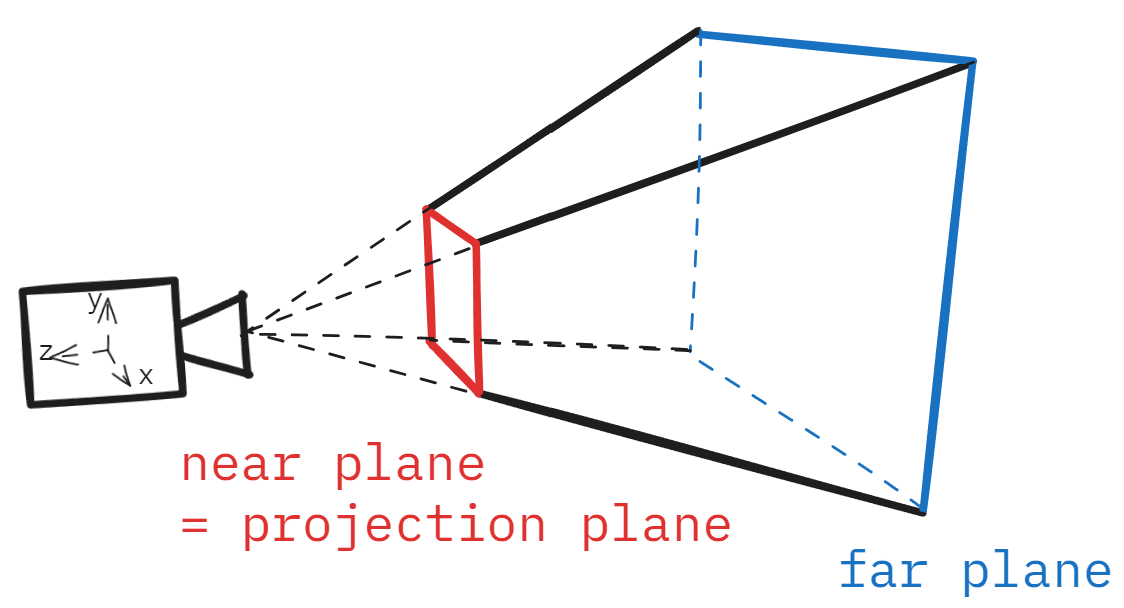 y
z
x
near plane
= projection plane
far plane